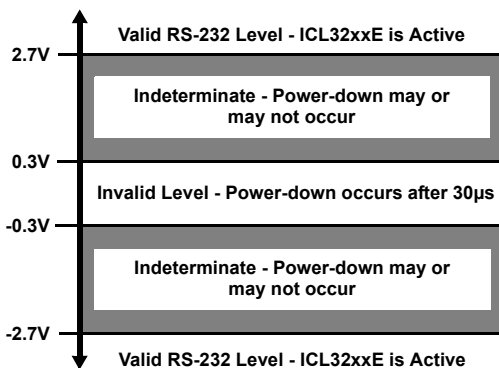 Valid RS-232 Level - ICL32xxE is Active
2.7V
Indeterminate - Power-down may or
may not occur
0.3V
Invalid Level - Power-down occurs after 30µs
-0.3V
Indeterminate - Power-down may or
may not occur
-2.7V
Valid RS-232 Level - ICL32xxE is Active